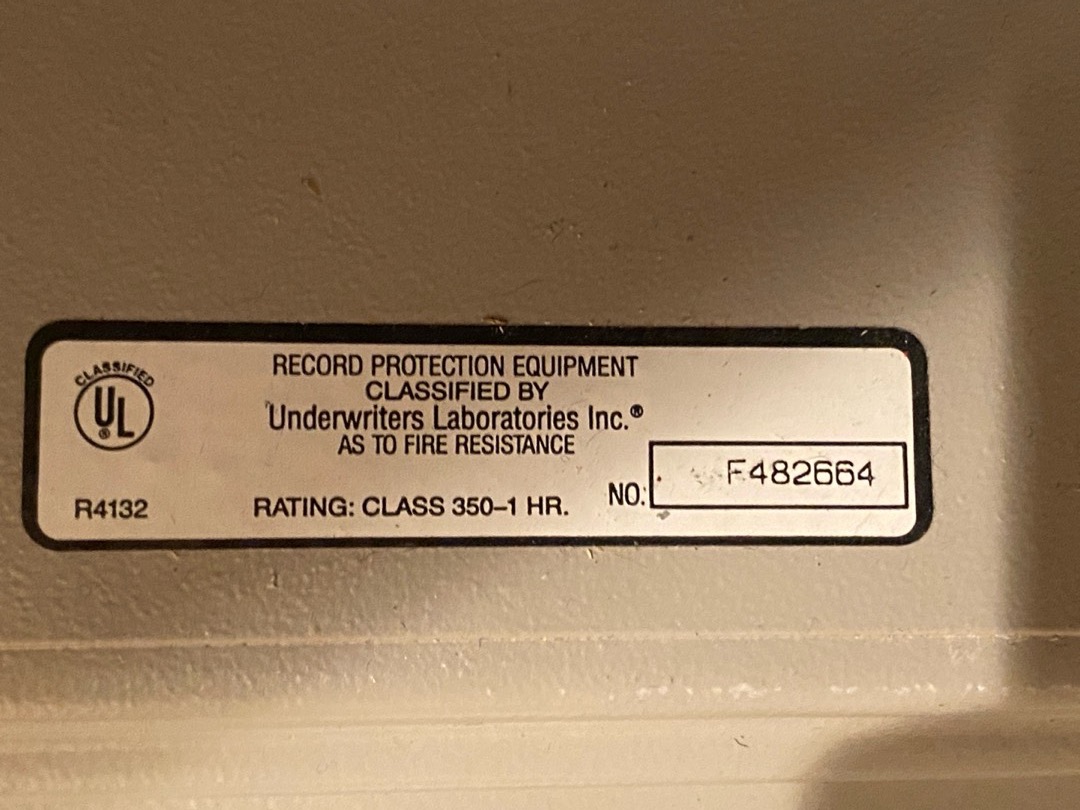 CLASSIFIED
UL®
RECORD PROTECTION EQUIPMENT
CLASSIFIED BY
Underwriters Laboratories Inc.®
AS TO FIRE RESISTANCE
R4132
RATING: CLASS 350–1 HR.
NO: F482664